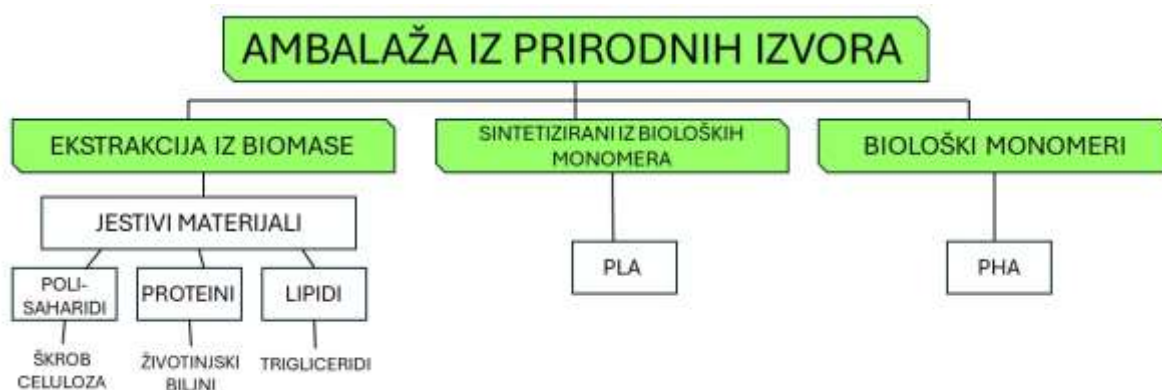 AMBALAŽA IZ PRIRODNIH IZVORA
EKSTRAKCIJA IZ BIOMASE
SINTETIZIRANI IZ BIOLOŠKIH
MONOMERA
BIOLOŠKI MONOMERI
JESTIVI MATERIJALI
PLA
PHA
POLI-
SAHARIDI
PROTEINI
LIPIDI
ŠKROB
CELULOZA
ŽIVOTINJSKI
BILJNI
TRIGLICERIDI